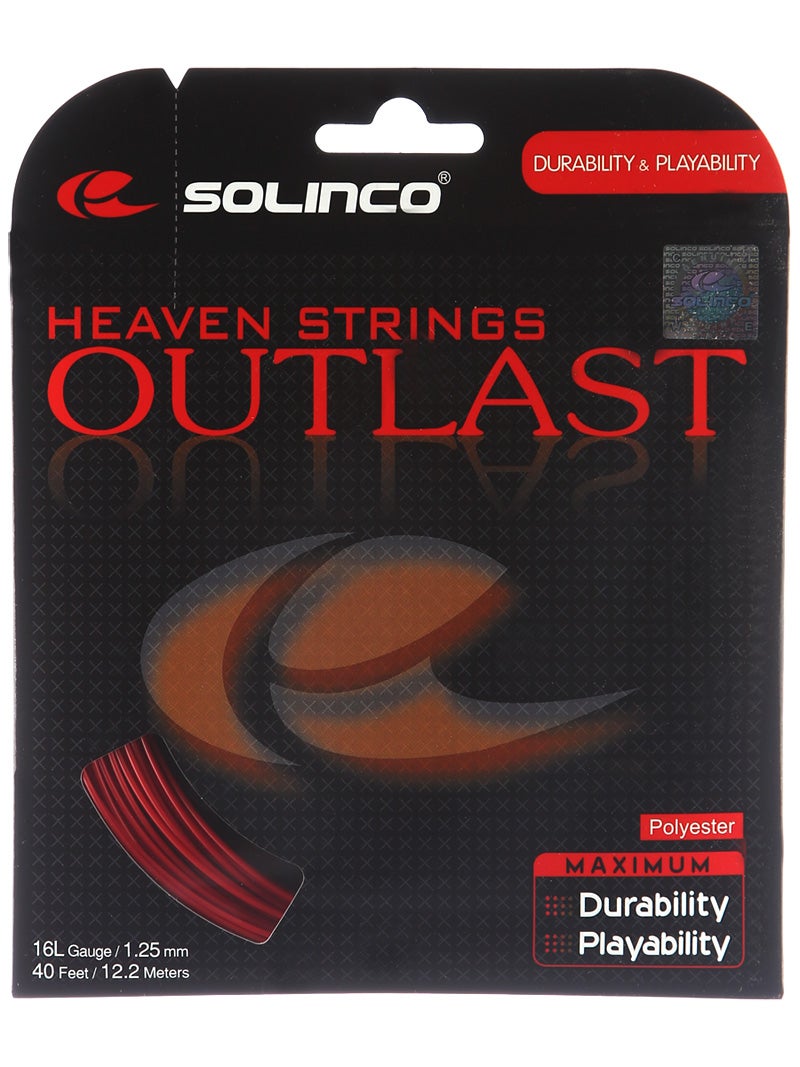 SOLINCO®
DURABILITY & PLAYABILITY
SOLINCO
HEAVEN STRINGS
OUTLAST
Polyester
MAXIMUM
Durability
Playability
16L Gauge / 1.25 mm
40 Feet / 12.2 Meters